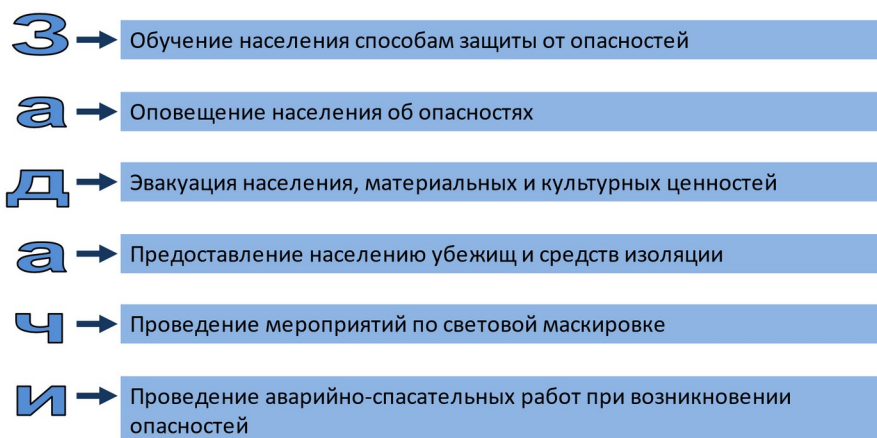 З Обучение населения способам защиты от опасностей
а Оповещение населения об опасностях
д Эвакуация населения, материальных и культурных ценностей
а Предоставление населению убежищ и средств изоляции
ч Проведение мероприятий по световой маскировке
и Проведение аварийно-спасательных работ при возникновении
опасностей